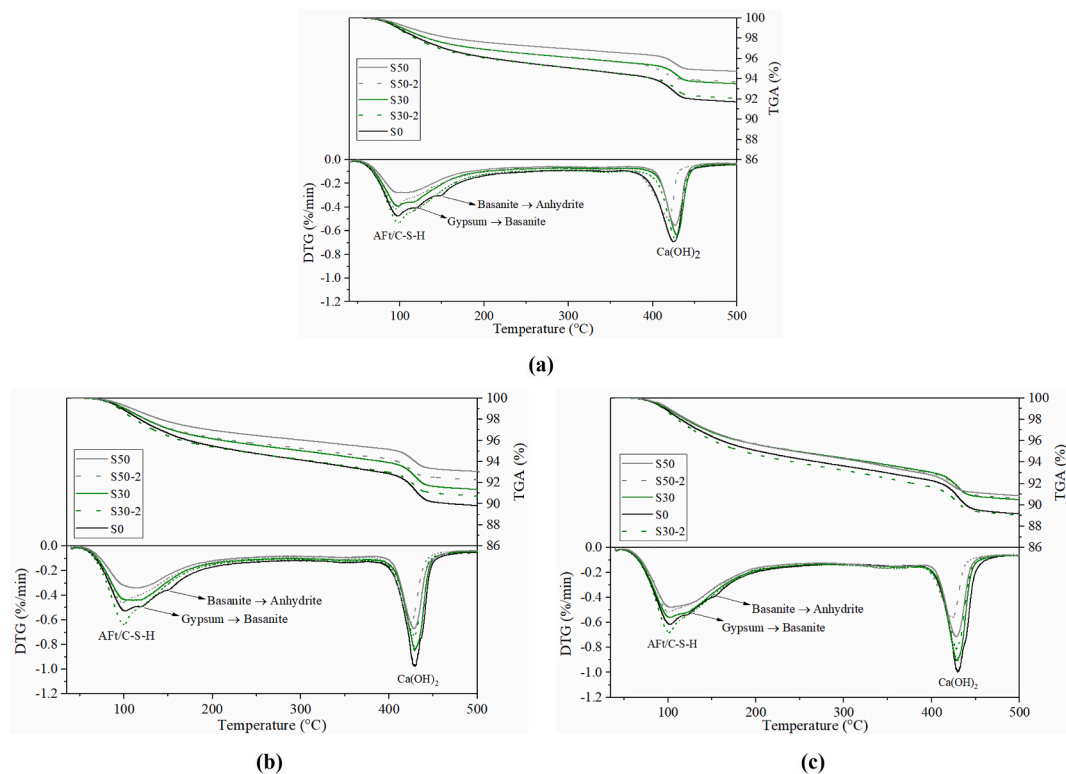 (a)
100
98
96
94
92
90
88
86
TGA (%)
S50
S50-2
S30
S30-2
S0
0.0
-0.2
-0.4
-0.6
-0.8
-1.0
-1.2
DTG (%/min)
Basanite → Anhydrite
Gypsum → Basanite
AFt/C-S-H
Ca(OH)2
100
200
300
400
500
Temperature (°C)
(a)
100
98
96
94
92
90
88
86
TGA (%)
S50
S50-2
S30
S30-2
S0
0.0
-0.2
-0.4
-0.6
-0.8
-1.0
-1.2
DTG (%/min)
Basanite → Anhydrite
Gypsum → Basanite
AFt/C-S-H
Ca(OH)2
100
200
300
400
500
Temperature (°C)
(b)
100
98
96
94
92
90
88
86
TGA (%)
S50
S50-2
S30
S0
S30-2
0.0
-0.2
-0.4
-0.6
-0.8
-1.0
-1.2
DTG (%/min)
Basanite → Anhydrite
Gypsum → Basanite
AFt/C-S-H
Ca(OH)2
100
200
300
400
500
Temperature (°C)
(c)